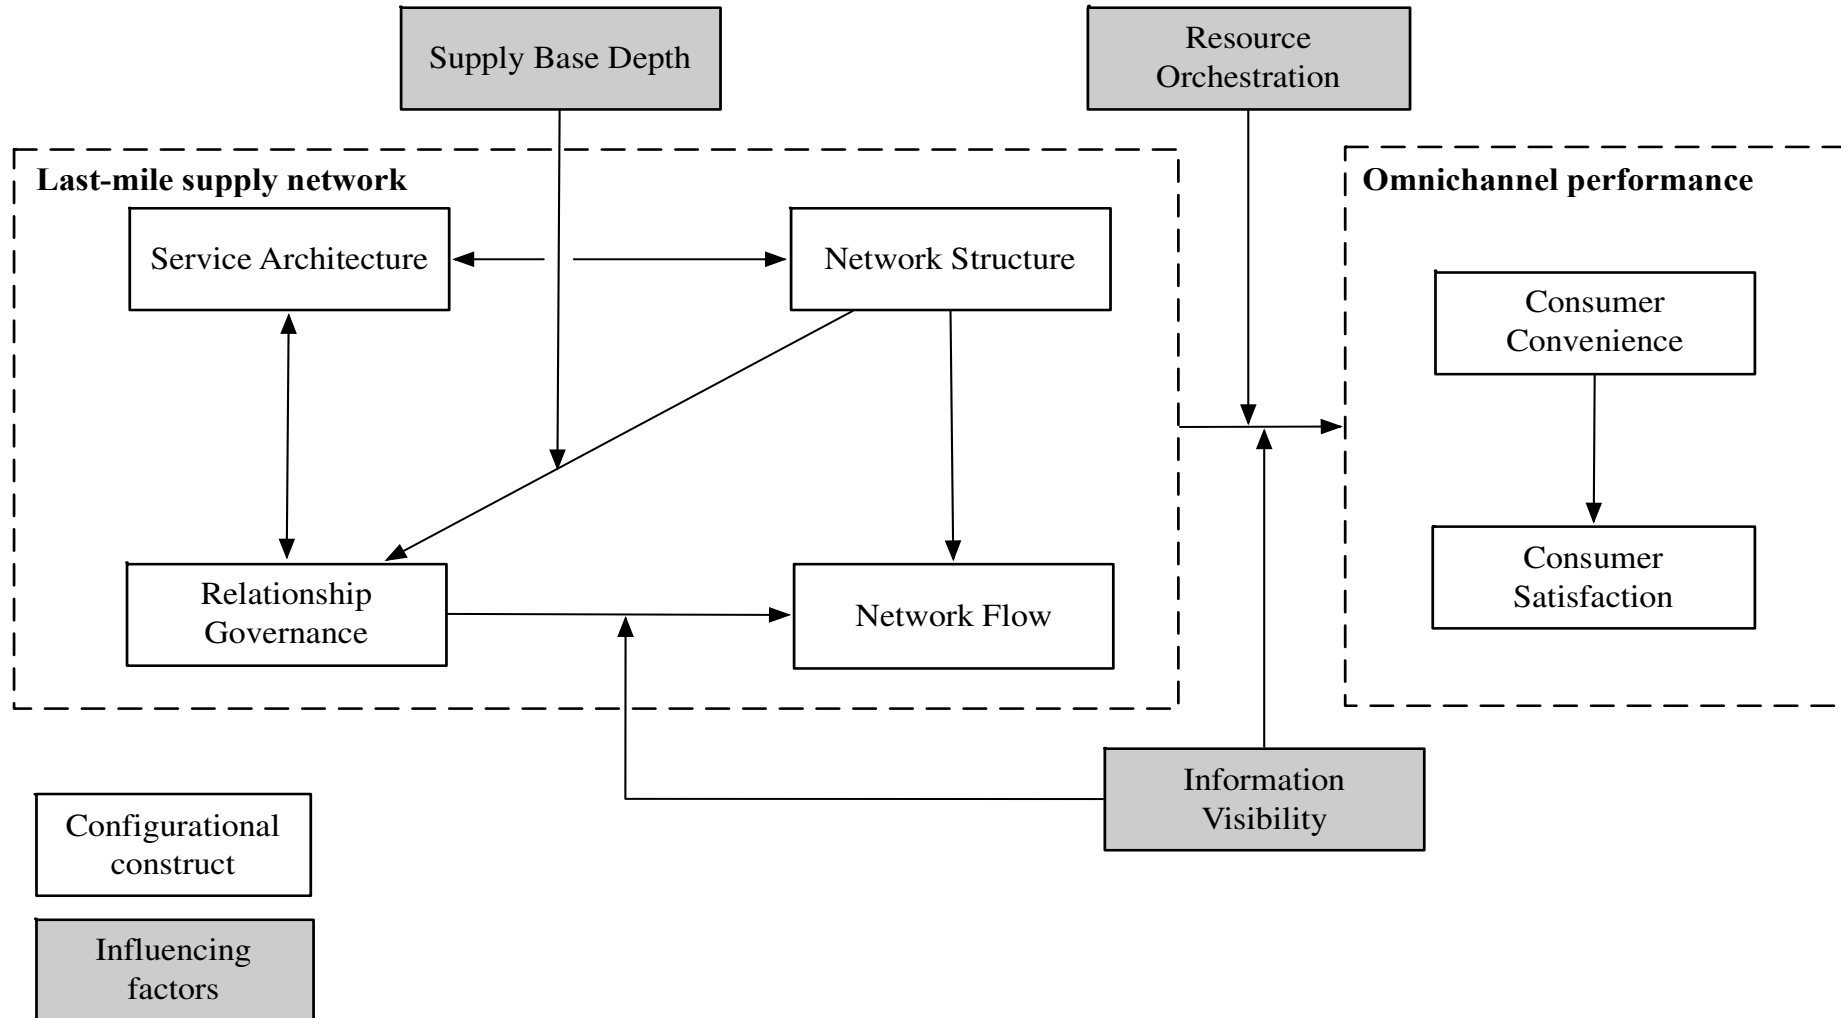 Supply Base Depth
Resource
Orchestration
Last-mile supply network
Omnichannel performance
Service Architecture
Network Structure
Consumer
Convenience
Relationship
Governance
Network Flow
Consumer
Satisfaction
Information
Visibility
Configurational
construct
Influencing
factors